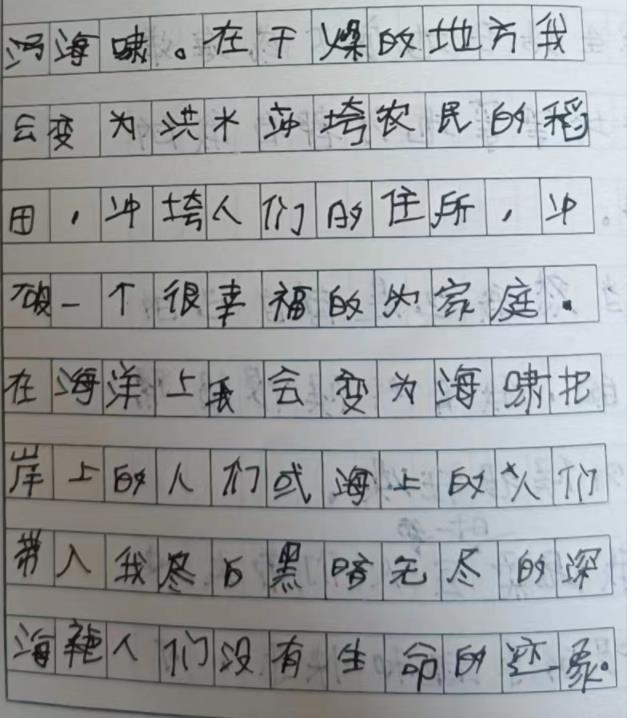 海啸。在干燥的地方我
会变为洪水冲垮农民的稻
田，冲垮人们的住所，冲
破一个很幸福的为家庭.
在海洋上我会变为海啸把
岸上的人们或海上的人们
带入我尽的黑暗无尽的深
海人们没有生命的迹象。